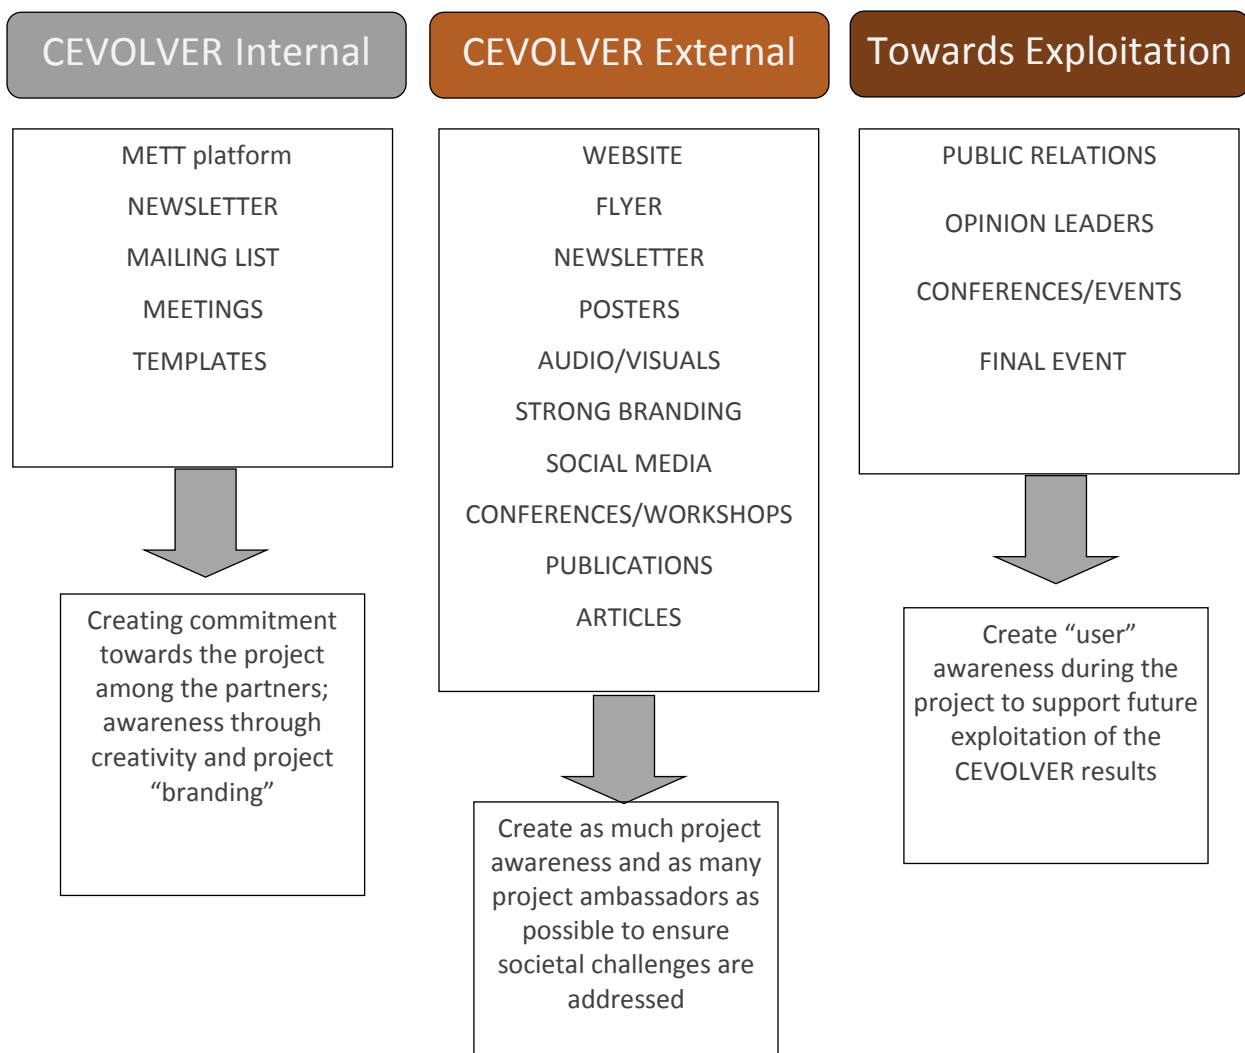 CEVOLVER Internal
METT platform
NEWSLETTER
MAILING LIST
MEETINGS
TEMPLATES
Creating commitment
towards the project
among the partners;
awareness through
creativity and project
“branding”
CEVOLVER External
WEBSITE
FLYER
NEWSLETTER
POSTERS
AUDIO/VISUALS
STRONG BRANDING
SOCIAL MEDIA
CONFERENCES/WORKSHOPS
PUBLICATIONS
ARTICLES
Create as much project
awareness and as many
project ambassadors as
possible to ensure
societal challenges are
addressed
Towards Exploitation
PUBLIC RELATIONS
OPINION LEADERS
CONFERENCES/EVENTS
FINAL EVENT
Create “user”
awareness during the
project to support future
exploitation of the
CEVOLVER results